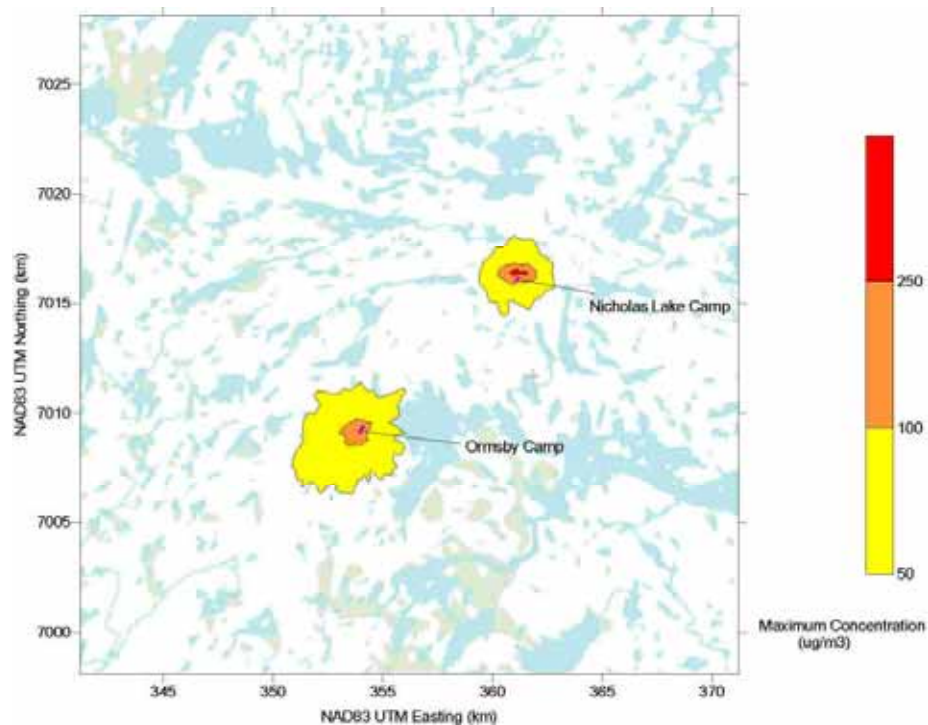 7025
7020
7015
7010
7005
7000
NAD83 UTM Northing (km)
Nicholas Lake Camp
Ormsby Camp
345
350
355
360
365
370
NAD83 UTM Easting (km)
250
100
50
Maximum Concentration
(ug/m3)